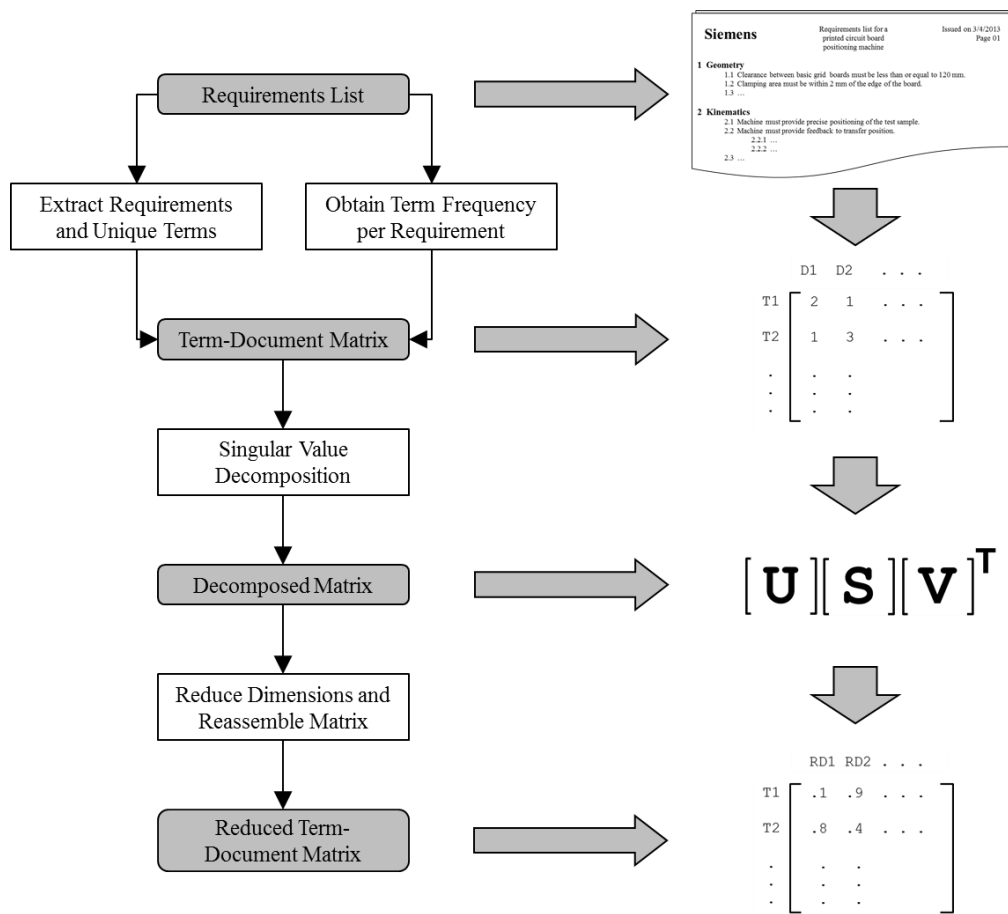 Requirements List
Extract Requirements
and Unique Terms
Obtain Term Frequency
per Requirement
Term-Document Matrix
Singular Value
Decomposition
Decomposed Matrix
Reduce Dimensions and
Reassemble Matrix
Reduced Term-
Document Matrix
Siemens
Requirements list for a
printed circuit board
positioning machine
Issued on 3/4/2013
Page 01
1 Geometry
1.1 Clearance between basic grid boards must be less than or equal to 120 mm.
1.2 Clamping area must be within 2 mm of the edge of the board.
1.3 ...
2 Kinematics
2.1 Machine must provide precise positioning of the test sample.
2.2 Machine must provide feedback to transfer position.
2.2.1 ...
2.2.2 ...
2.3 ...
D1 D2 . . .
T1 2 1 . . .
T2 1 3 . . .
. . .
. . .
. . .
[U][S][V]T
RD1 RD2 . . .
T1 .1 .9 . . .
T2 .8 .4 . . .
. . .
. . .
. . .